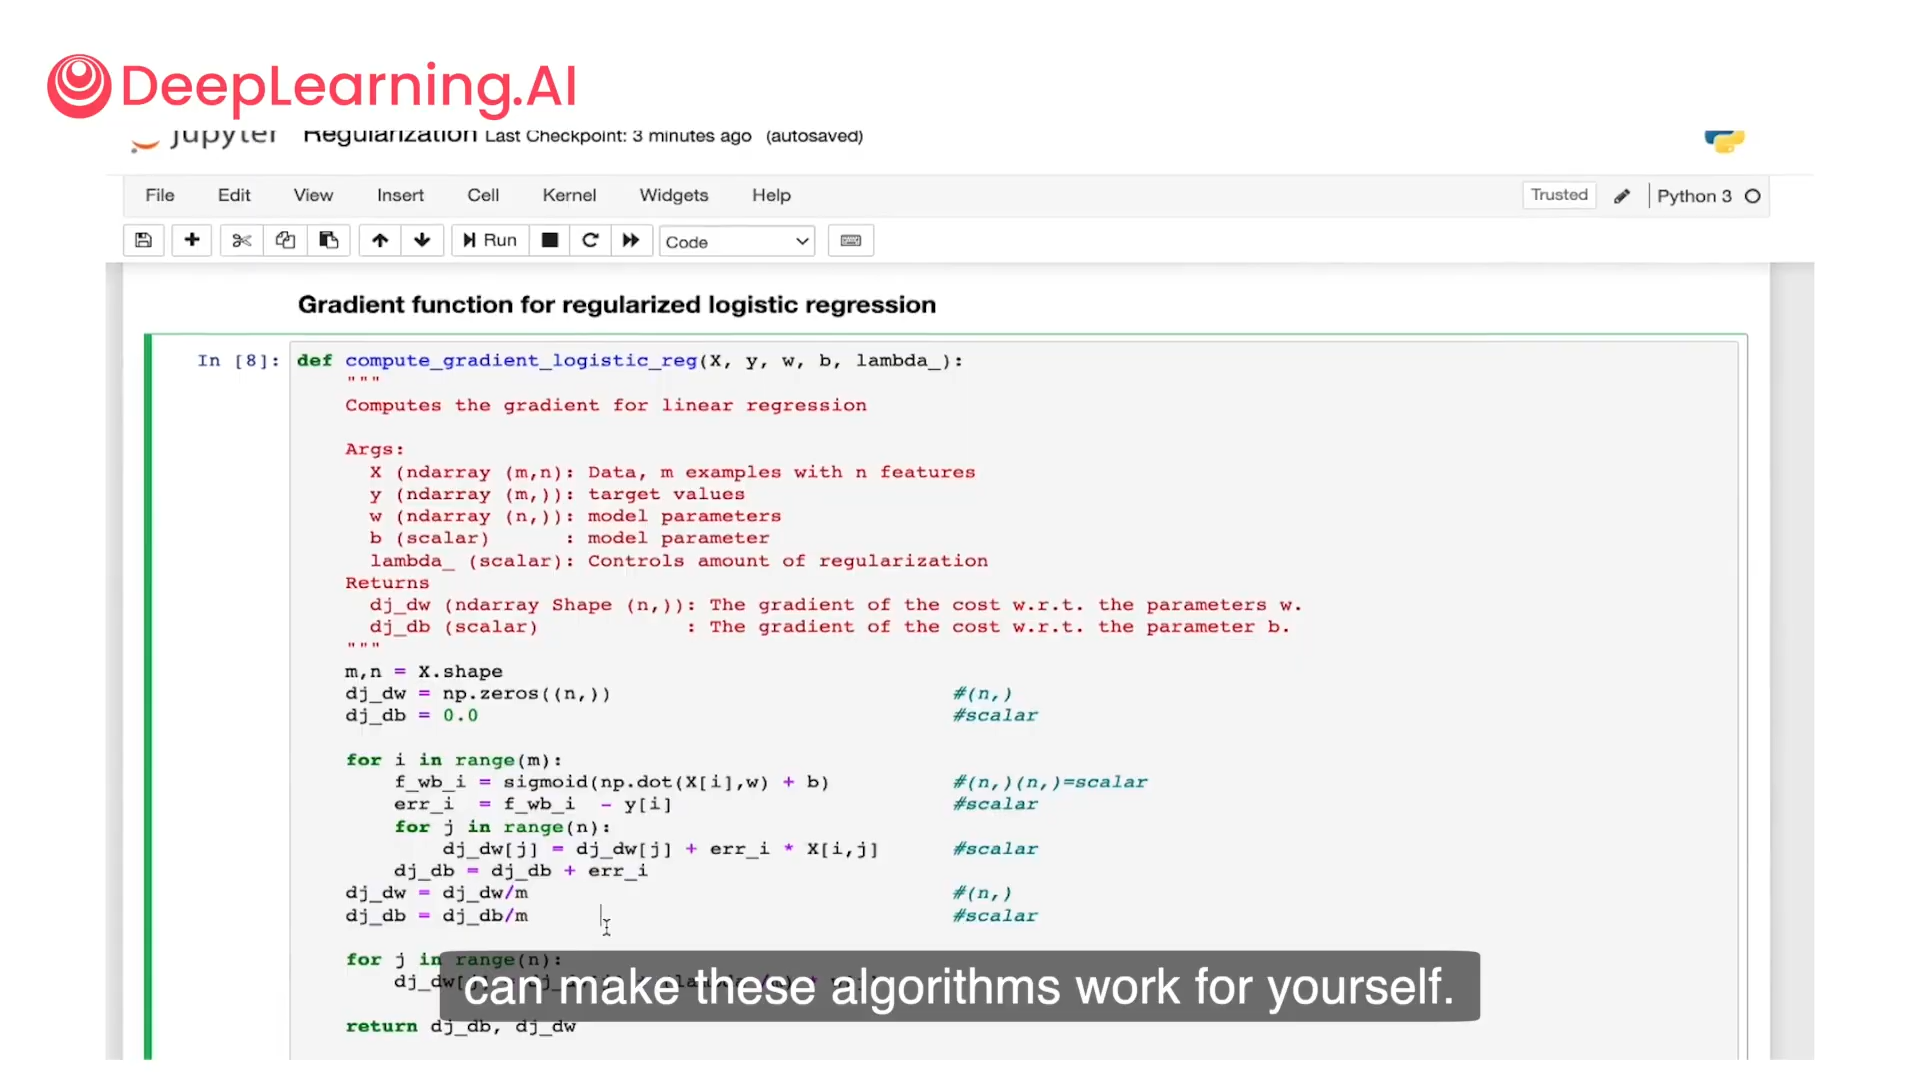 DeepLearning.AI
jupyter Regularization Last Checkpoint: 3 minutes ago (autosaved)
File Edit View Insert Cell Kernel Widgets Help Trusted Python 3
Run Code
Gradient function for regularized logistic regression
In [8]: def compute_gradient_logistic_reg(X, y, w, b, lambda_):
"""
Computes the gradient for linear regression
Args:
X (ndarray (m,n): Data, m examples with n features
y (ndarray (m,)): target values
w (ndarray (n,)): model parameters
b (scalar) : model parameter
lambda_ (scalar): Controls amount of regularization
Returns
dj_dw (ndarray Shape (n,)): The gradient of the cost w.r.t. the parameters w.
dj_db (scalar) : The gradient of the cost w.r.t. the parameter b.
"""
m,n = X.shape
dj_dw = np.zeros((n,)) #(n,)
dj_db = 0.0 #scalar
for i in range(m):
f_wb_i = sigmoid(np.dot(X[i],w) + b) #(n,)(n,)=scalar
err_i = f_wb_i - y[i] #scalar
for j in range(n):
dj_dw[j] = dj_dw[j] + err_i * X[i,j] #scalar
dj_db = dj_db + err_i
dj_dw = dj_dw/m #(n,)
dj_db = dj_db/m #scalar
for j in range(n):
can make these algorithms work for yourself.
return dj_db, dj_dw